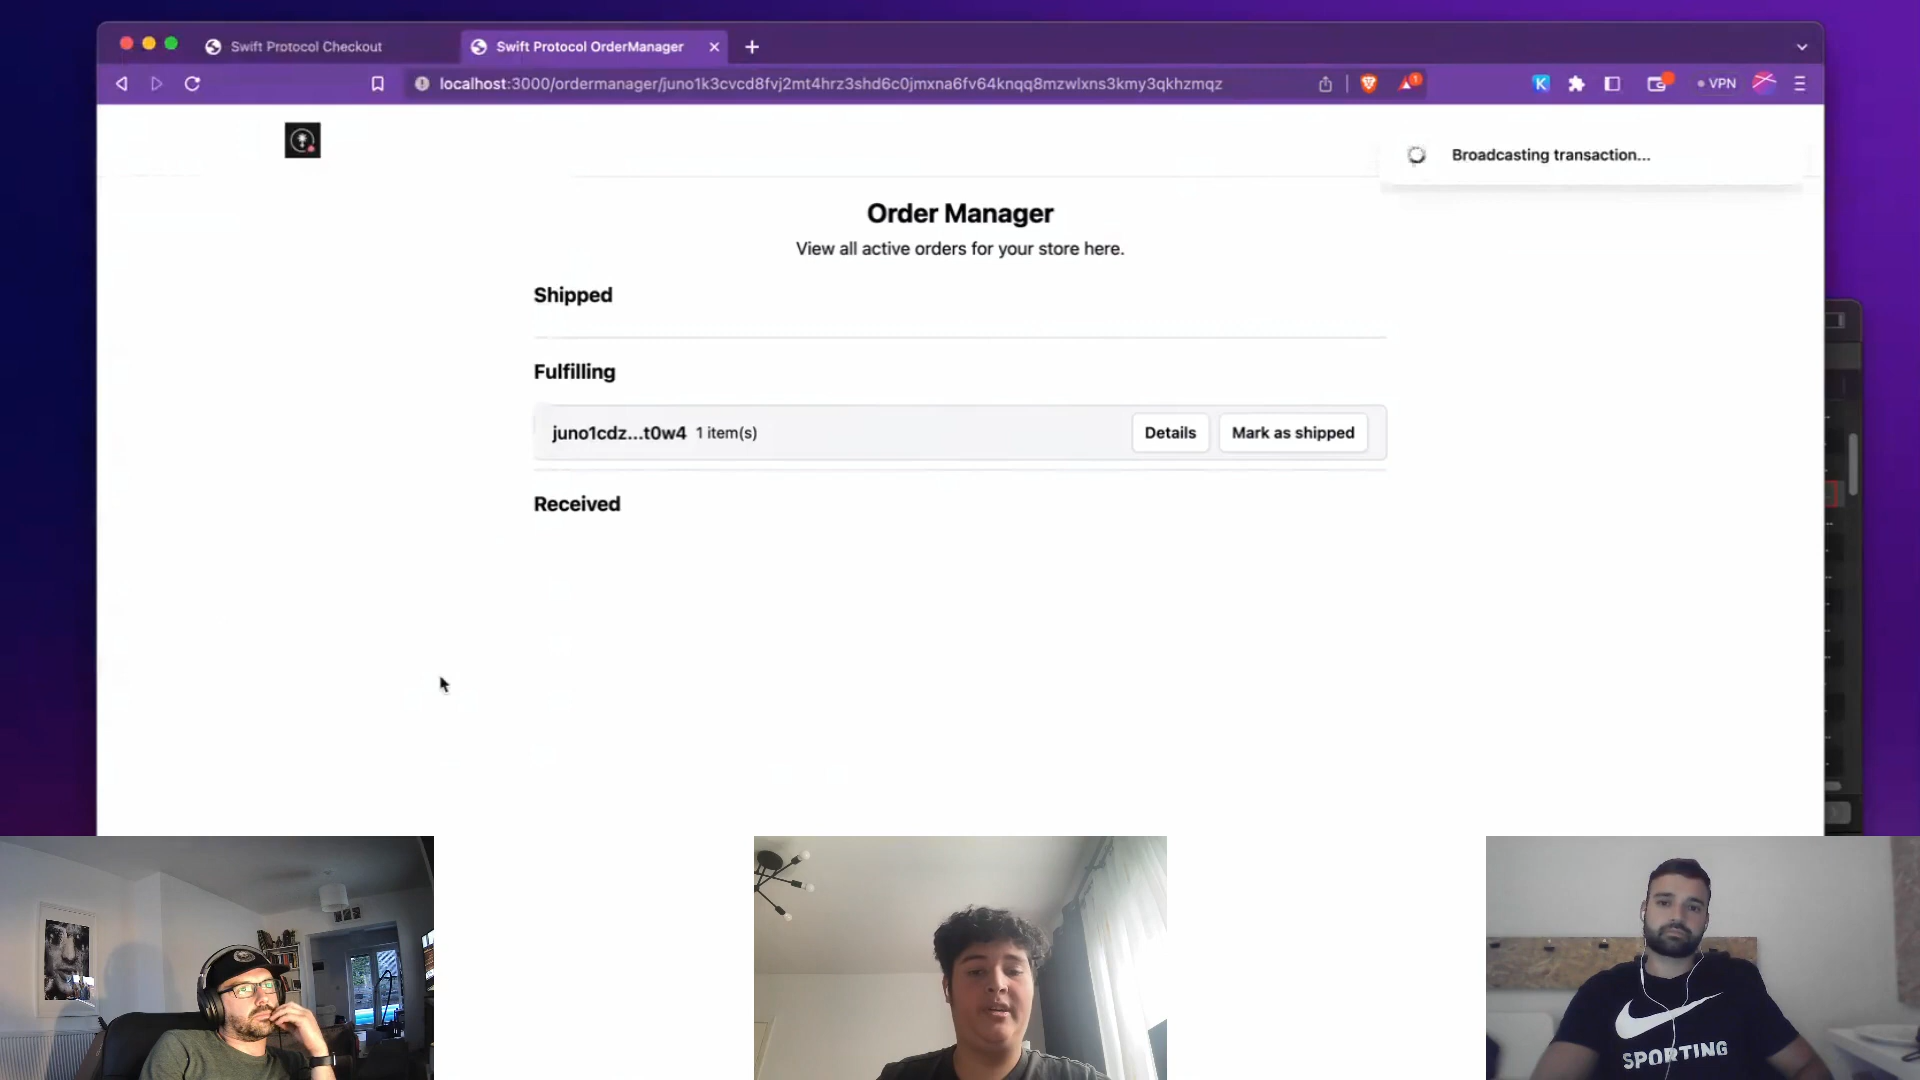 Swift Protocol Checkout
Swift Protocol OrderManager
localhost:3000/ordermanager/juno1k3cvcd8fvj2mt4hrz3shd6c0jmxna6fv64knqq8mzwlxns3kmy3qkhzmqz
1
K
VPN
Broadcasting transaction...
Order Manager
View all active orders for your store here.
Shipped
Fulfilling
juno1cdz...t0w4 1 item(s)
Details
Mark as shipped
Received
SPORTING